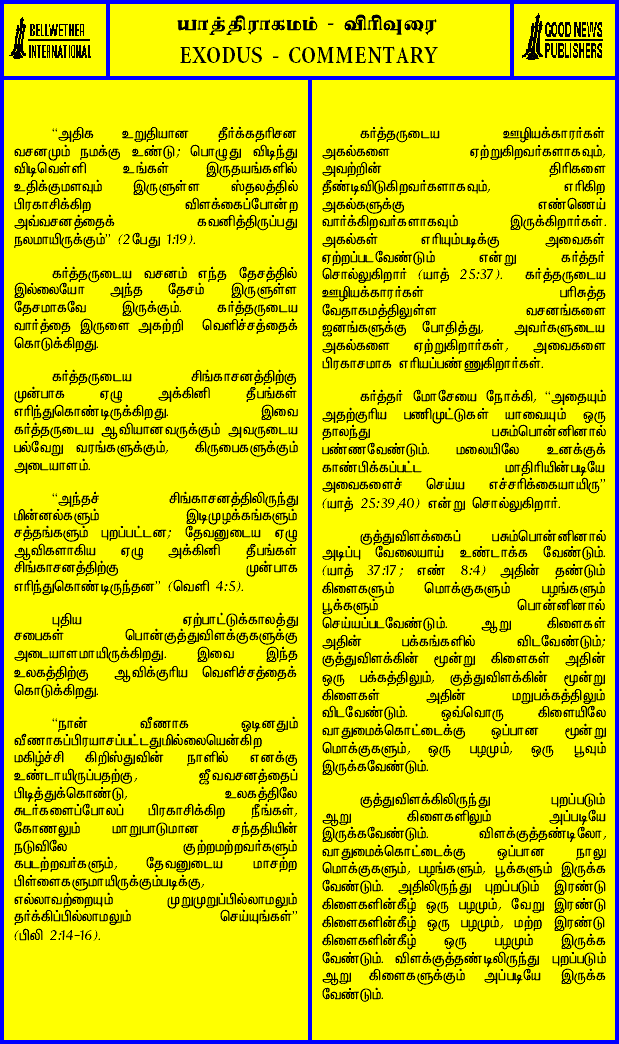 BELLWETHER
INTERNATIONAL
யாத்திராகமம் - விரிவுரை
EXODUS - COMMENTARY
GOOD NEWS
PUBLISHERS
“அதிக உறுதியான தீர்க்கதரிசன
வசனமும் நமக்கு உண்டு; பொழுது விடிந்து
விடிவெள்ளி உங்கள் இருதயங்களில்
உதிக்குமளவும் இருளுள்ள ஸ்தலத்தில்
பிரகாசிக்கிற விளக்கைப்போன்ற
அவ்வசனத்தைக் கவனித்திருப்பது
நலமாயிருக்கும்” (2பேது 1:19).
கர்த்தருடைய வசனம் எந்த தேசத்தில்
இல்லையோ அந்த தேசம் இருளுள்ள
தேசமாகவே இருக்கும். கர்த்தருடைய
வார்த்தை இருளை அகற்றி வெளிச்சத்தைக்
கொடுக்கிறது.
கர்த்தருடைய சிங்காசனத்திற்கு
முன்பாக ஏழு அக்கினி தீபங்கள்
எரிந்துகொண்டிருக்கிறது. இவை
கர்த்தருடைய ஆவியானவருக்கும் அவருடைய
பல்வேறு வரங்களுக்கும், கிருபைகளுக்கும்
அடையாளம்.
“அந்தச் சிங்காசனத்திலிருந்து
மின்னல்களும் இடிமுழக்கங்களும்
சத்தங்களும் புறப்பட்டன; தேவனுடைய ஏழு
ஆவிகளாகிய ஏழு அக்கினி தீபங்கள்
சிங்காசனத்திற்கு முன்பாக
எரிந்துகொண்டிருந்தன” (வெளி 4:5).
புதிய ஏற்பாட்டுக்காலத்து
சபைகள் பொன்குத்துவிளக்குகளுக்கு
அடையாளமாயிருக்கிறது. இவை இந்த
உலகத்திற்கு ஆவிக்குரிய வெளிச்சத்தைக்
கொடுக்கிறது.
“நான் வீணாக ஓடினதும்
வீணாகப்பிரயாசப்பட்டதுமில்லையென்கிற
மகிழ்ச்சி கிறிஸ்துவின் நாளில் எனக்கு
உண்டாயிருப்பதற்கு, ஜீவவசனத்தைப்
பிடித்துக்கொண்டு, உலகத்திலே
சுடர்களைப்போலப் பிரகாசிக்கிற நீங்கள்,
கோணலும் மாறுபாடுமான சந்ததியின்
நடுவிலே குற்றமற்றவர்களும்
கபடற்றவர்களும், தேவனுடைய மாசற்ற
பிள்ளைகளுமாயிருக்கும்படிக்கு,
எல்லாவற்றையும் முறுமுறுப்பில்லாமலும்
தர்க்கிப்பில்லாமலும் செய்யுங்கள்”
(பிலி 2:14-16).
கர்த்தருடைய ஊழியக்காரர்கள்
அகல்களை ஏற்றுகிறவர்களாகவும்,
அவற்றின் திரிகளை
தீண்டிவிடுகிறவர்களாகவும், எரிகிற
அகல்களுக்கு எண்ணெய்
வார்க்கிறவர்களாகவும் இருக்கிறார்கள்.
அகல்கள் எரியும்படிக்கு அவைகள்
ஏற்றப்படவேண்டும் என்று கர்த்தர்
சொல்லுகிறார் (யாத் 25:37). கர்த்தருடைய
ஊழியக்காரர்கள் பரிசுத்த
வேதாகமத்திலுள்ள வசனங்களை
ஜனங்களுக்கு போதித்து, அவர்களுடைய
அகல்களை ஏற்றுகிறார்கள், அவைகளை
பிரகாசமாக எரியப்பண்ணுகிறார்கள்.
கர்த்தர் மோசேயை நோக்கி, “அதையும்
அதற்குரிய பணிமுட்டுகள் யாவையும் ஒரு
தாலந்து பசும்பொன்னினால்
பண்ணவேண்டும். மலையிலே உனக்குக்
காண்பிக்கப்பட்ட மாதிரியின்படியே
அவைகளைச் செய்ய எச்சரிக்கையாயிரு”
(யாத் 25:39,40) என்று சொல்லுகிறார்.
குத்துவிளக்கைப் பசும்பொன்னினால்
அடிப்பு வேலையாய் உண்டாக்க வேண்டும்.
(யாத் 37:17; எண் 8:4) அதின் தண்டும்
கிளைகளும் மொக்குகளும் பழங்களும்
பூக்களும் பொன்னினால்
செய்யப்படவேண்டும். ஆறு கிளைகள்
அதின் பக்கங்களில் விடவேண்டும்;
குத்துவிளக்கின் மூன்று கிளைகள் அதின்
ஒரு பக்கத்திலும், குத்துவிளக்கின் மூன்று
கிளைகள் அதின் மறுபக்கத்திலும்
விடவேண்டும். ஒவ்வொரு கிளையிலே
வாதுமைக்கொட்டைக்கு ஒப்பான மூன்று
மொக்குகளும், ஒரு பழமும், ஒரு பூவும்
இருக்கவேண்டும்.
குத்துவிளக்கிலிருந்து புறப்படும்
ஆறு கிளைகளிலும் அப்படியே
இருக்கவேண்டும். விளக்குத்தண்டிலோ,
வாதுமைக்கொட்டைக்கு ஒப்பான நாலு
மொக்குகளும், பழங்களும், பூக்களும் இருக்க
வேண்டும். அதிலிருந்து புறப்படும் இரண்டு
கிளைகளின்கீழ் ஒரு பழமும், வேறு இரண்டு
கிளைகளின்கீழ் ஒரு பழமும், மற்ற இரண்டு
கிளைகளின்கீழ் ஒரு பழமும் இருக்க
வேண்டும். விளக்குத்தண்டிலிருந்து புறப்படும்
ஆறு கிளைகளுக்கும் அப்படியே இருக்க
வேண்டும்.